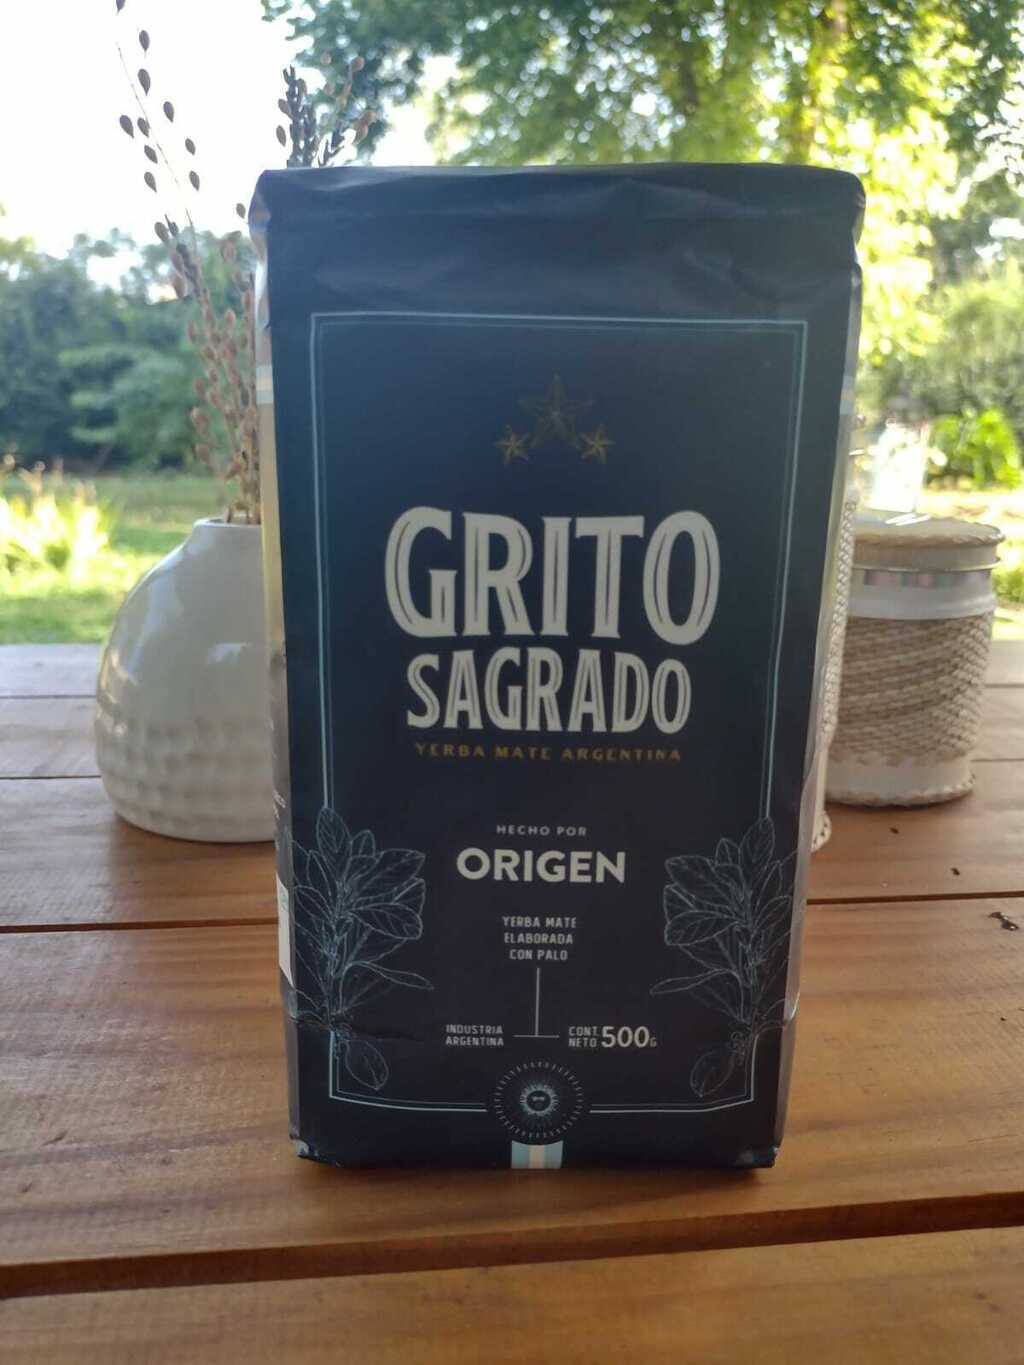 GRITO
SAGRADO
YERBA MATE ARGENTINA
HECHO POR
ORIGEN
YERBA MATE
ELABORADA
CON PALO
INDUSTRIA
ARGENTINA
CONT.
NETO 500G